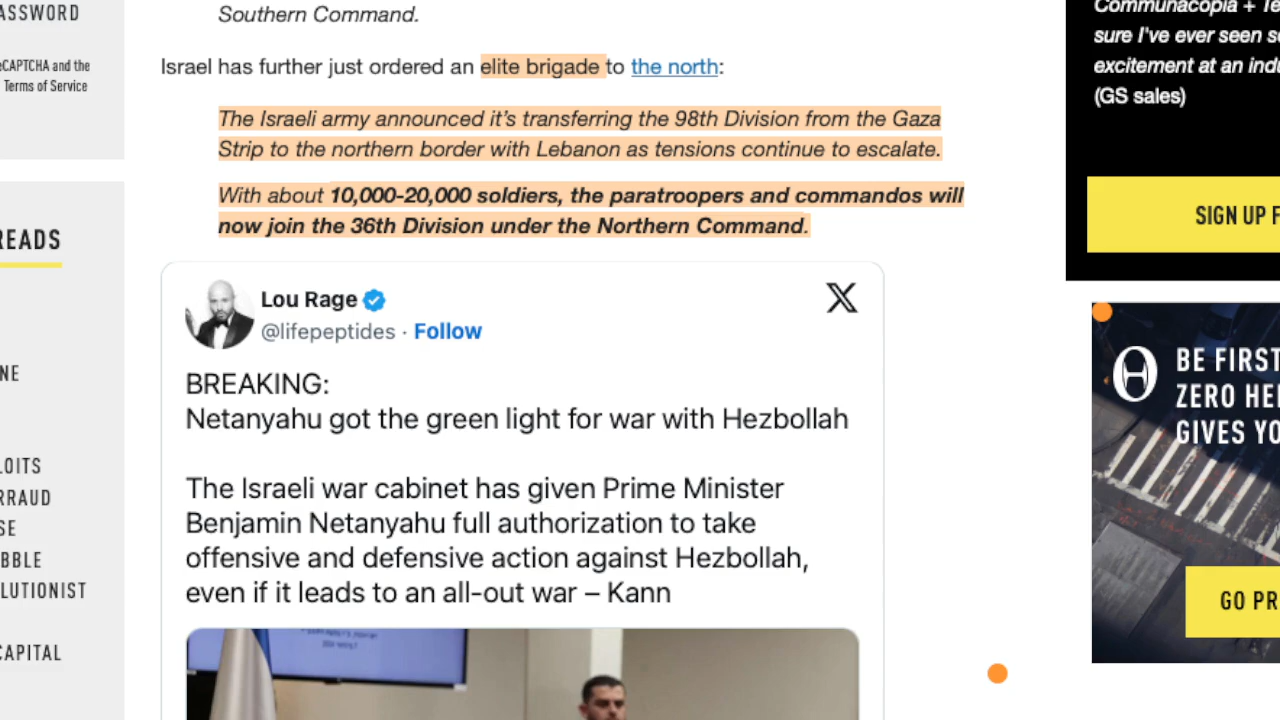 ASSWORD
eCAPTCHA and the
Terms of Service
READS
NE
LOITS
RRAUD
SE
BBLE
LUTIONIST
CAPITAL
Southern Command.
Israel has further just ordered an elite brigade to the north:
The Israeli army announced it's transferring the 98th Division from the Gaza
Strip to the northern border with Lebanon as tensions continue to escalate.
With about 10,000-20,000 soldiers, the paratroopers and commandos will
now join the 36th Division under the Northern Command.
Lou Rage
@lifepeptides · Follow
BREAKING:
Netanyahu got the green light for war with Hezbollah
The Israeli war cabinet has given Prime Minister
Benjamin Netanyahu full authorization to take
offensive and defensive action against Hezbollah,
even if it leads to an all-out war – Kann
Communacopia + Te
sure I've ever seen so
excitement at an indu
(GS sales)
SIGN UP F
BE FIRST
ZERO HE
GIVES YO
GO PR